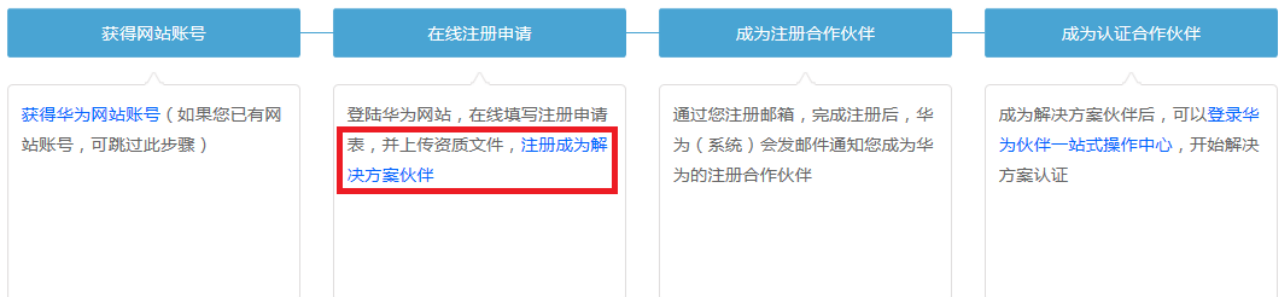 获得网站账号
在线注册申请
成为注册合作伙伴
成为认证合作伙伴
获得华为网站账号（如果您已有网
站账号，可跳过此步骤）
登陆华为网站，在线填写注册申请
表，并上传资质文件，注册成为解
决方案伙伴
通过您注册邮箱，完成注册后，华
为（系统）会发邮件通知您成为华
为的注册合作伙伴
成为解决方案伙伴后，可以登录华
为伙伴一站式操作中心，开始解决
方案认证